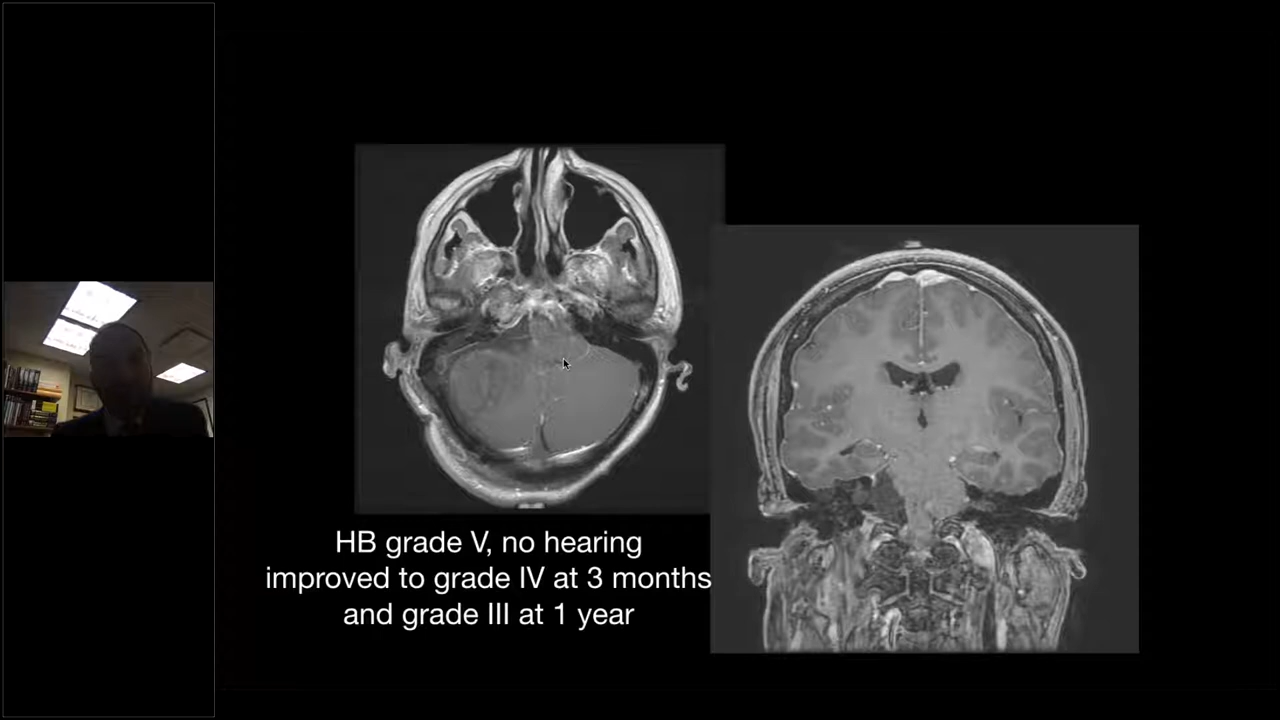 HB grade V, no hearing
improved to grade IV at 3 months
and grade III at 1 year